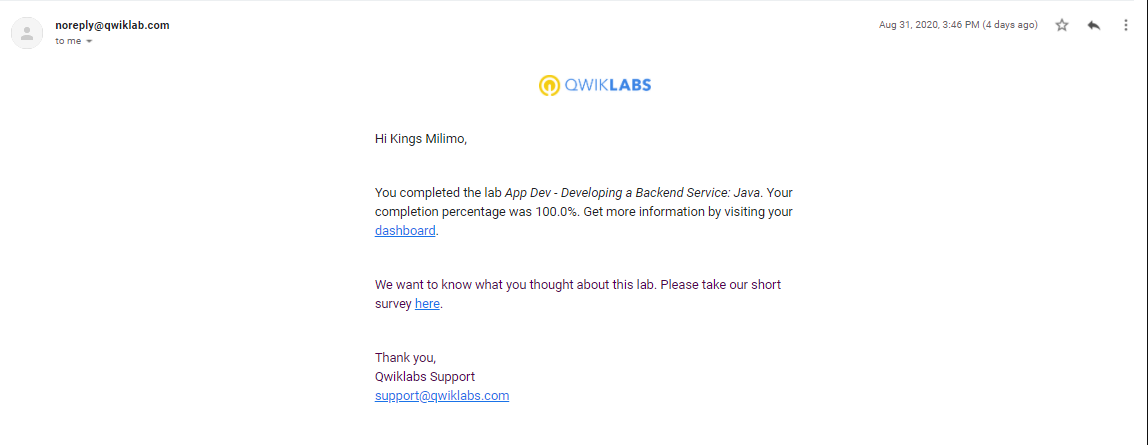 noreply@qwiklab.com
Aug 31, 2020, 3:46 PM (4 days ago)
to me
QWIKLABS
Hi Kings Milimo,
You completed the lab App Dev - Developing a Backend Service: Java. Your
completion percentage was 100.0%. Get more information by visiting your
dashboard.
We want to know what you thought about this lab. Please take our short
survey here.
Thank you,
Qwiklabs Support
support@qwiklabs.com